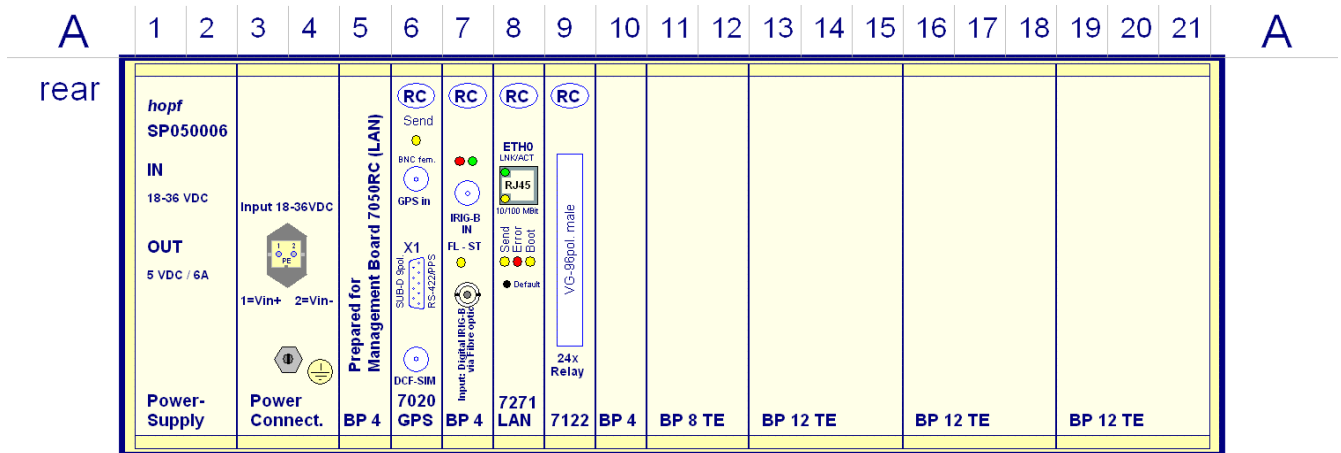 A 1 2 3 4 5 6 7 8 9 10 11 12 13 14 15 16 17 18 19 20 21 A
rear
hopf
SP050006
IN
18-36 VDC
OUT
5 VDC / 6A
Power-
Supply
Input 18-36VDC
1 2
PE
1=Vin+ 2=Vin-
Power
Connect.
Prepared for
Management Board 7050RC (LAN)
BP 4
RC
Send
BNC fem.
GPS in
X1
SUB-D 9pol.
RS-422/PPS
DCF-SIM
7020
GPS
RC
IRIG-B
IN
FL - ST
Input: Digital IRIG-B
via Fibre optic
BP 4
RC
ETH0
LNK/ACT
RJ45
10/100 MBit
Send
Error
Boot
Default
7271
LAN
RC
VG-96pol. male
24x
Relay
7122
BP 4
BP 8 TE
BP 12 TE
BP 12 TE
BP 12 TE